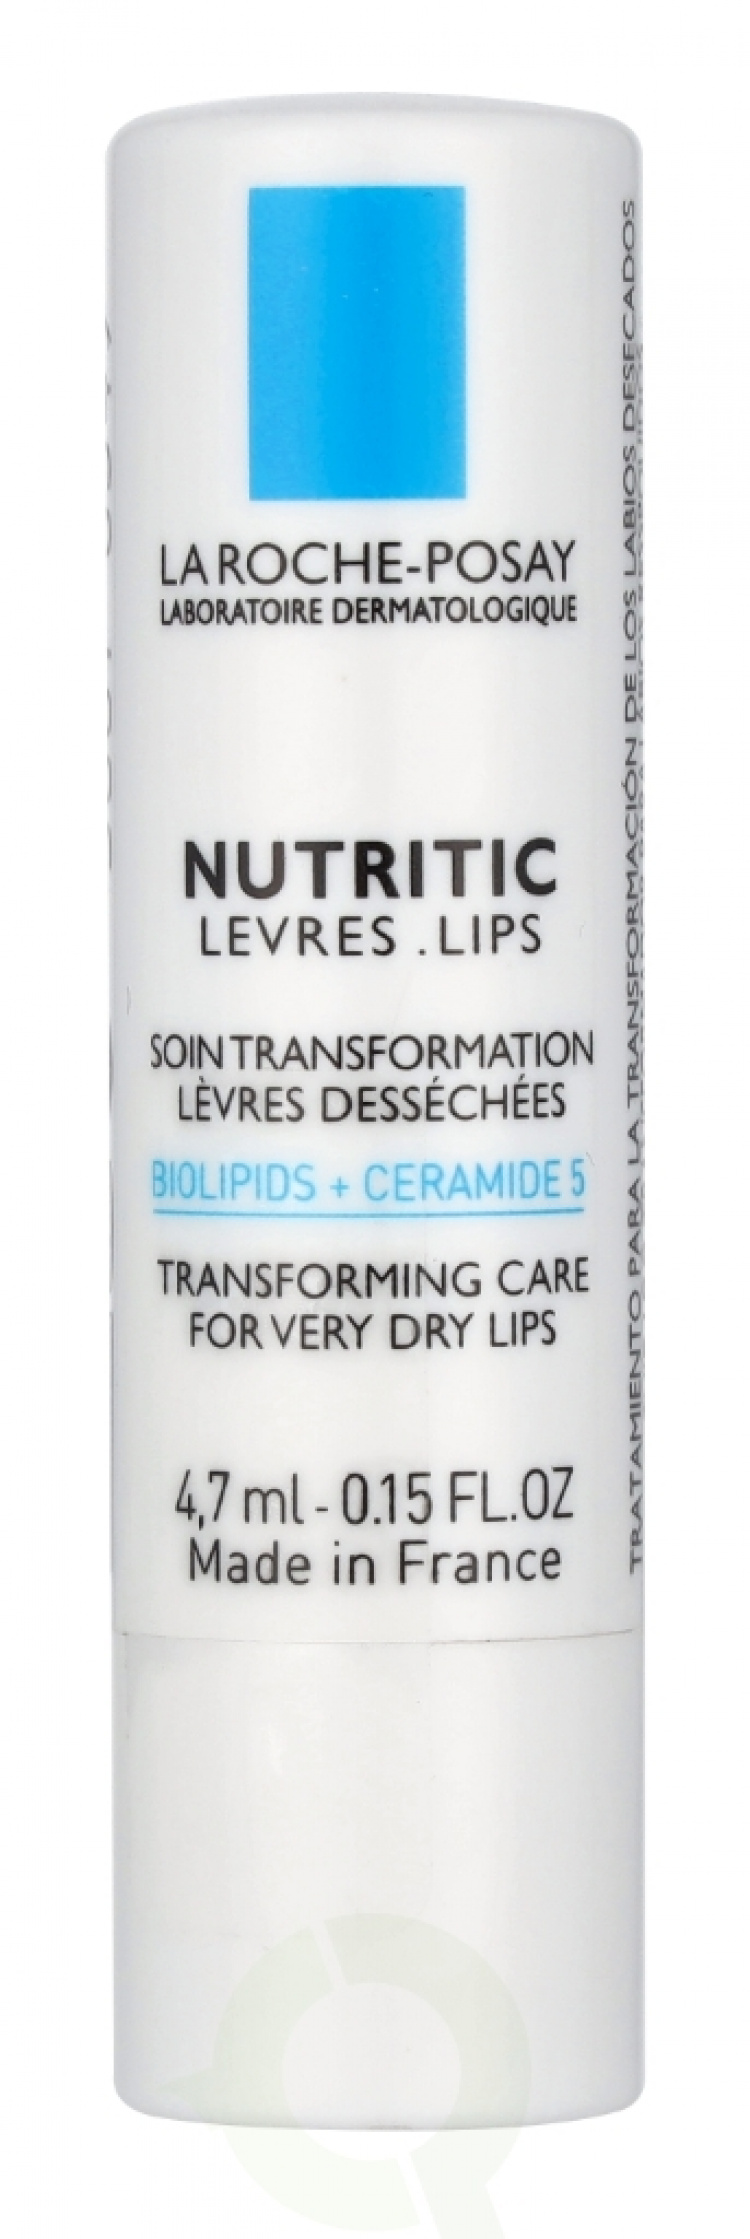 LA ROCHE-POSAY
LABORATOIRE DERMATOLOGIQUE
NUTRITIC
LEVRES . LIPS
SOIN TRANSFORMATION
LÈVRES DESSÉCHÉES
BIOLIPIDS + CERAMIDE 5
TRANSFORMING CARE
FOR VERY DRY LIPS
4,7 ml - 0.15 FL.OZ
Made in France
TRATAMIENTO PARA LA TRANSFORMACIÓN DE LOS LABIOS DESECADOS